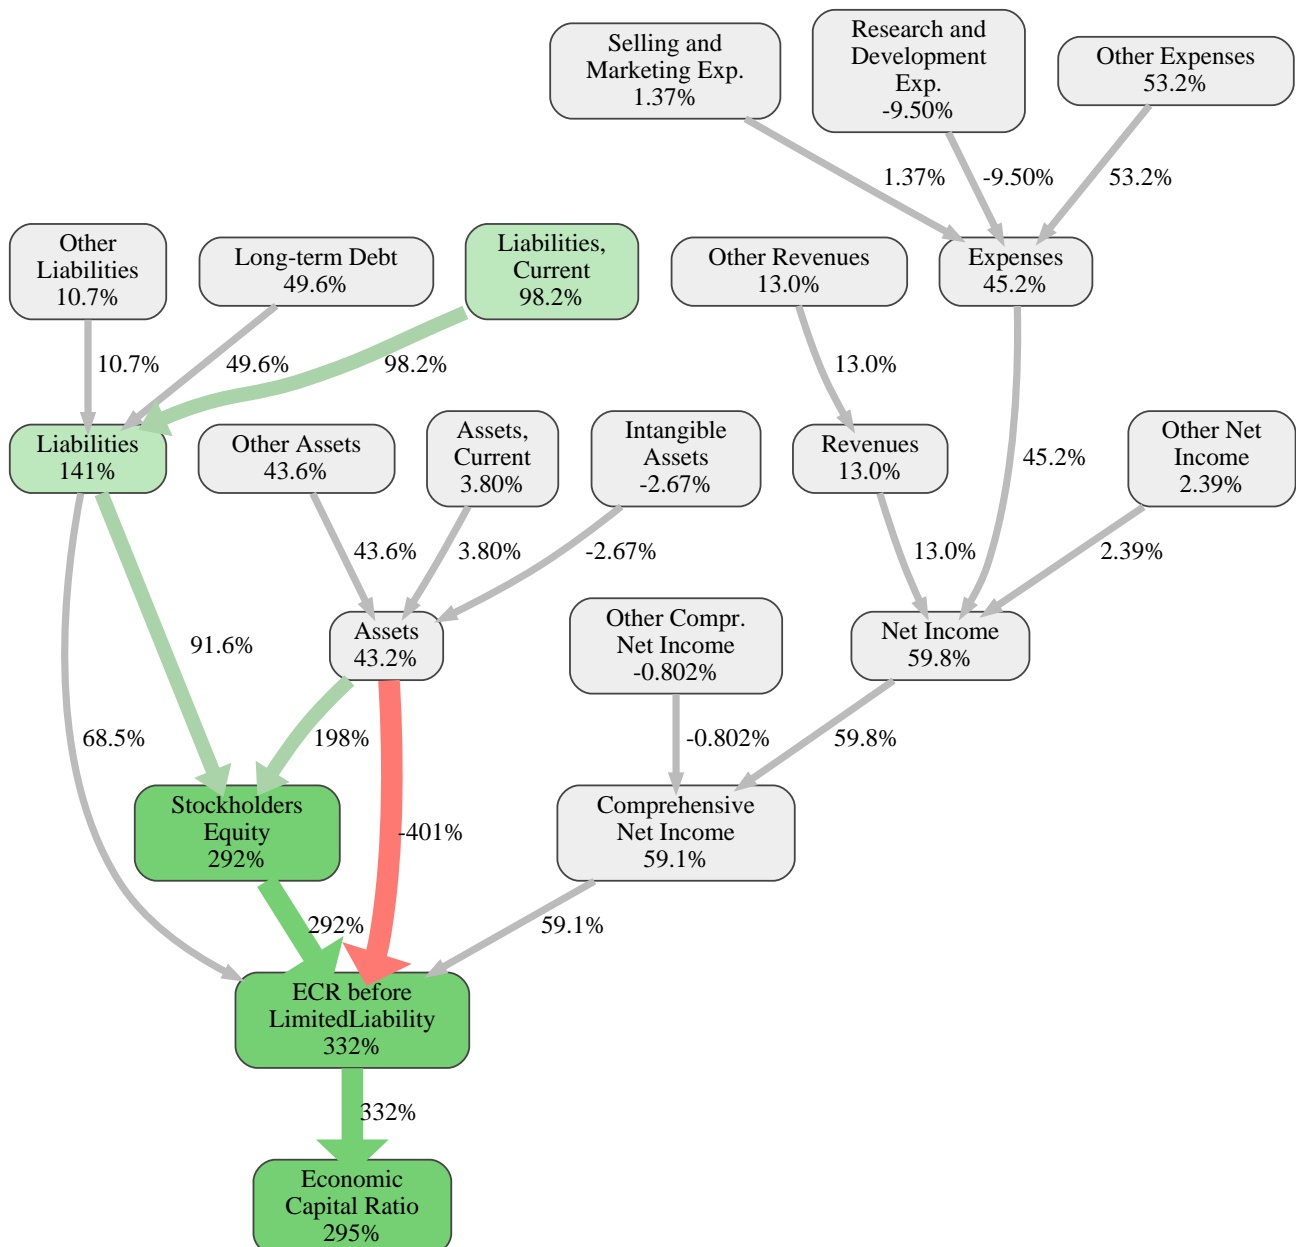 Selling and
Marketing Exp.
1.37%
Research and
Development
Exp.
-9.50%
Other Expenses
53.2%
1.37%
-9.50%
53.2%
Other
Liabilities
10.7%
Long-term Debt
49.6%
Liabilities,
Current
98.2%
Other Revenues
13.0%
Expenses
45.2%
10.7%
49.6%
98.2%
13.0%
Liabilities
141%
Other Assets
43.6%
Assets,
Current
3.80%
Intangible
Assets
-2.67%
Revenues
13.0%
45.2%
Other Net
Income
2.39%
43.6%
3.80%
-2.67%
13.0%
2.39%
91.6%
Assets
43.2%
Other Compr.
Net Income
-0.802%
Net Income
59.8%
68.5%
198%
-0.802%
59.8%
Stockholders
Equity
292%
-401%
Comprehensive
Net Income
59.1%
292%
59.1%
ECR before
LimitedLiability
332%
332%
Economic
Capital Ratio
295%